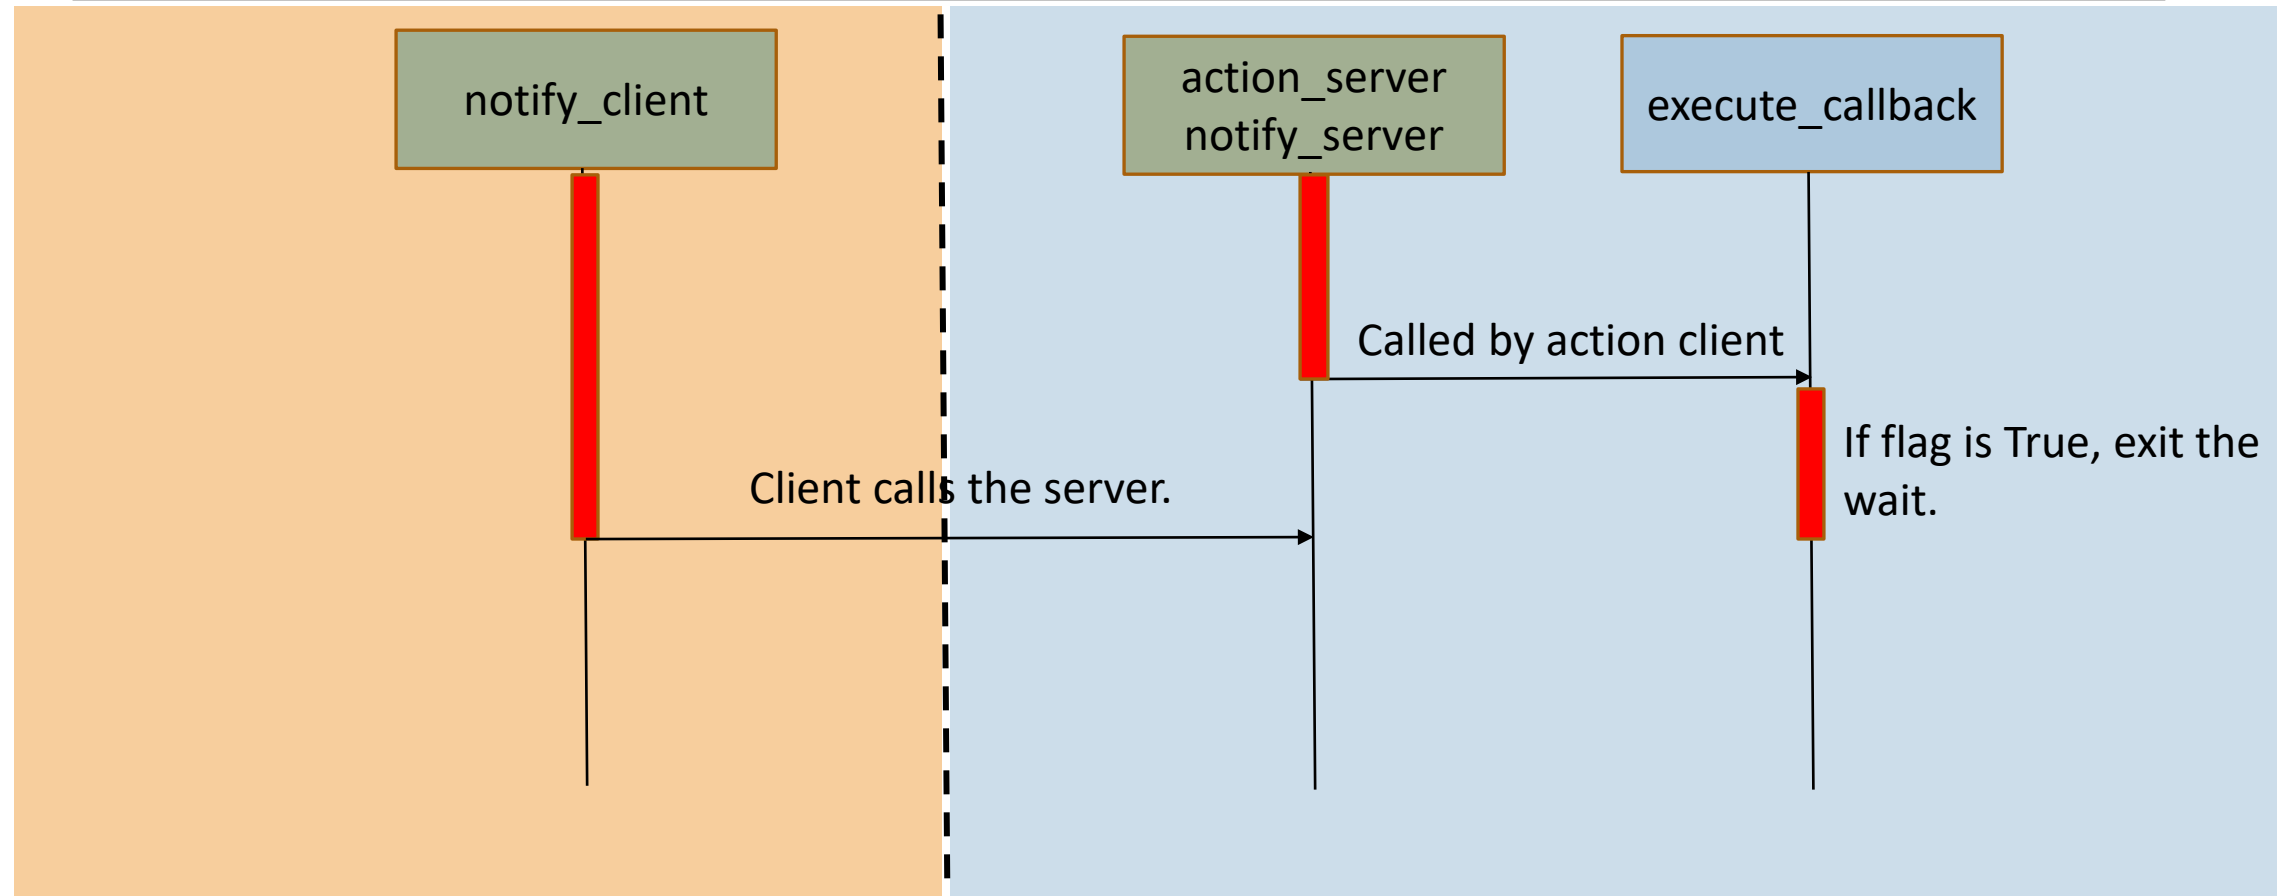 notify_client
action_server
notify_server
execute_callback
Called by action client
If flag is True, exit the
wait.
Client calls the server.